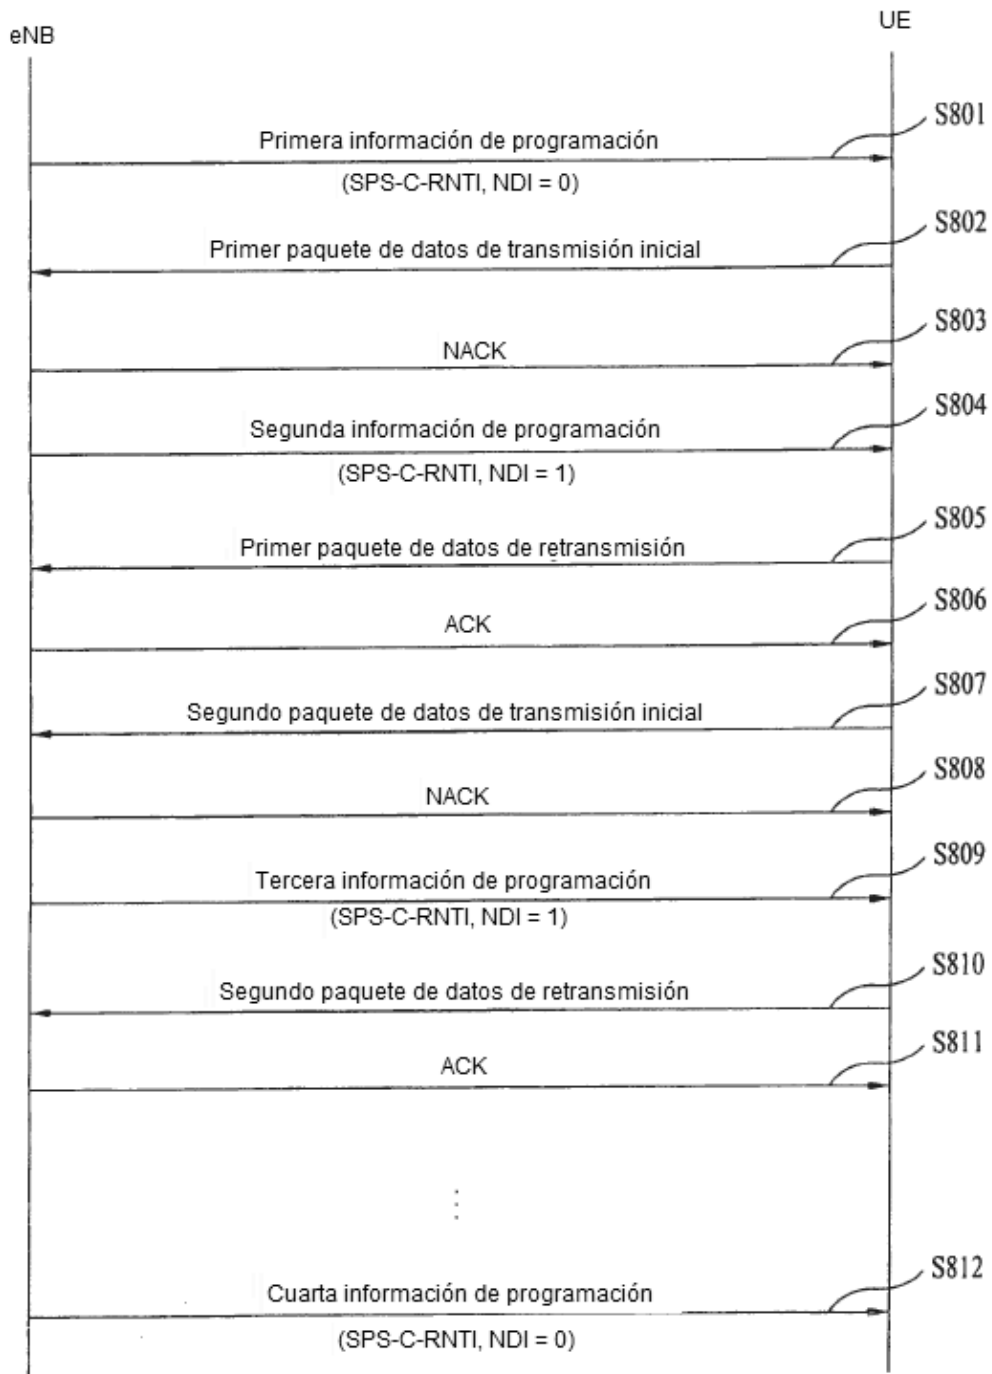 eNB
UE
S801
Primera información de programación
(SPS-C-RNTI, NDI = 0)
S802
Primer paquete de datos de transmisión inicial
S803
NACK
S804
Segunda información de programación
(SPS-C-RNTI, NDI = 1)
S805
Primer paquete de datos de retransmisión
S806
ACK
S807
Segundo paquete de datos de transmisión inicial
S808
NACK
S809
Tercera información de programación
(SPS-C-RNTI, NDI = 1)
S810
Segundo paquete de datos de retransmisión
S811
ACK
S812
Cuarta información de programación
(SPS-C-RNTI, NDI = 0)